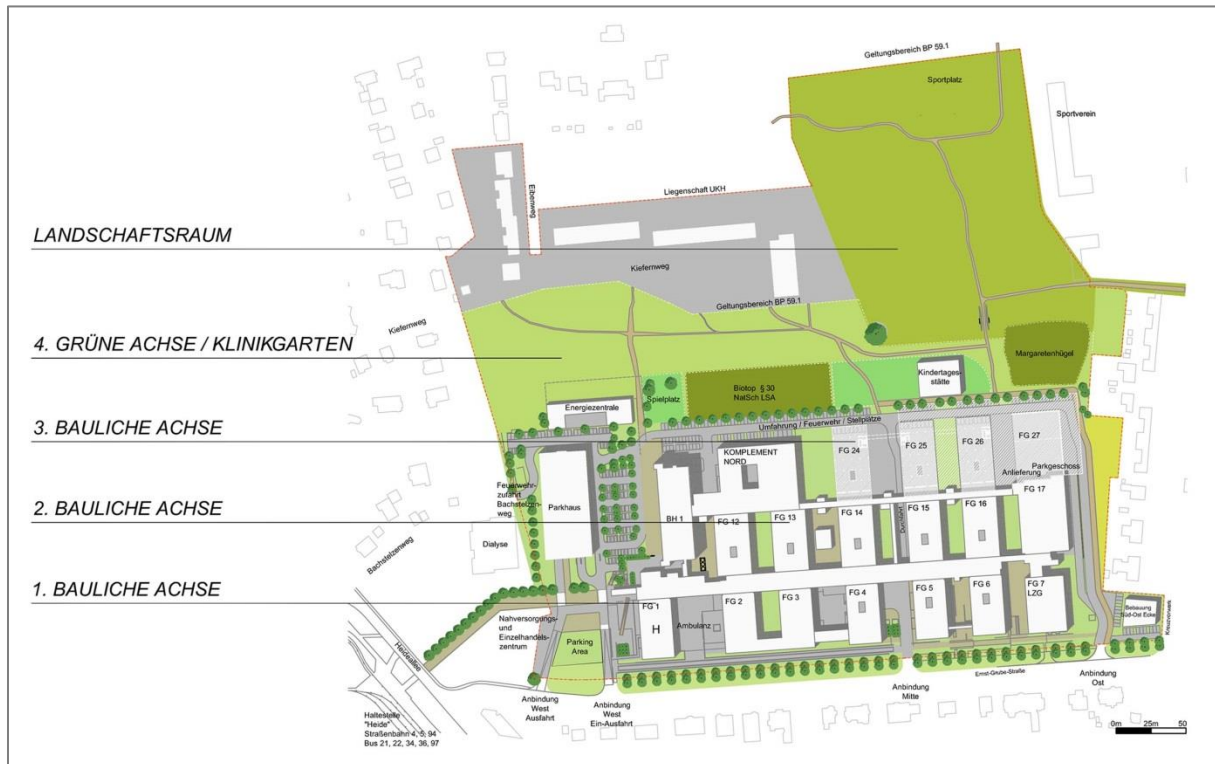 Geltungsbereich BP 59.1
Sportplatz
Sportverein
Eibenweg
Liegenschaft UKH
LANDSCHAFTSRAUM
Kiefernweg
Geltungsbereich BP 59.1
Kiefernweg
4. GRÜNE ACHSE / KLINIKGARTEN
Margaretenhügel
Kindertages-
stätte
Spielplatz
Biotop § 30
NatSch LSA
Energiezentrale
Umfahrung / Feuerwehr / Stellplätze
3. BAULICHE ACHSE
KOMPLEMENT
NORD
FG 24
FG 25
FG 26
FG 27
Parkgeschoss
Anlieferung
Feuerwehr-
zufahrt
Bachstelzen-
weg
Parkhaus
2. BAULICHE ACHSE
BH 1
FG 12
FG 13
FG 14
FG 15
FG 16
FG 17
Durchfahrt
Dialyse
Bachstelzenweg
1. BAULICHE ACHSE
FG 1
H
Ambulanz
FG 2
FG 3
FG 4
FG 5
FG 6
FG 7
LZG
Bebauung
Süd-Ost Ecke
Kreuzvorwerk
Nahversorgungs-
und
Einzelhandels-
zentrum
Parking
Area
Heideallee
Ernst-Grube-Straße
Anbindung
West
Ausfahrt
Anbindung
West
Ein-Ausfahrt
Anbindung
Mitte
Anbindung
Ost
Haltestelle
"Heide"
Straßenbahn 4, 5, 94
Bus 21, 22, 34, 36, 97
0m 25m 50